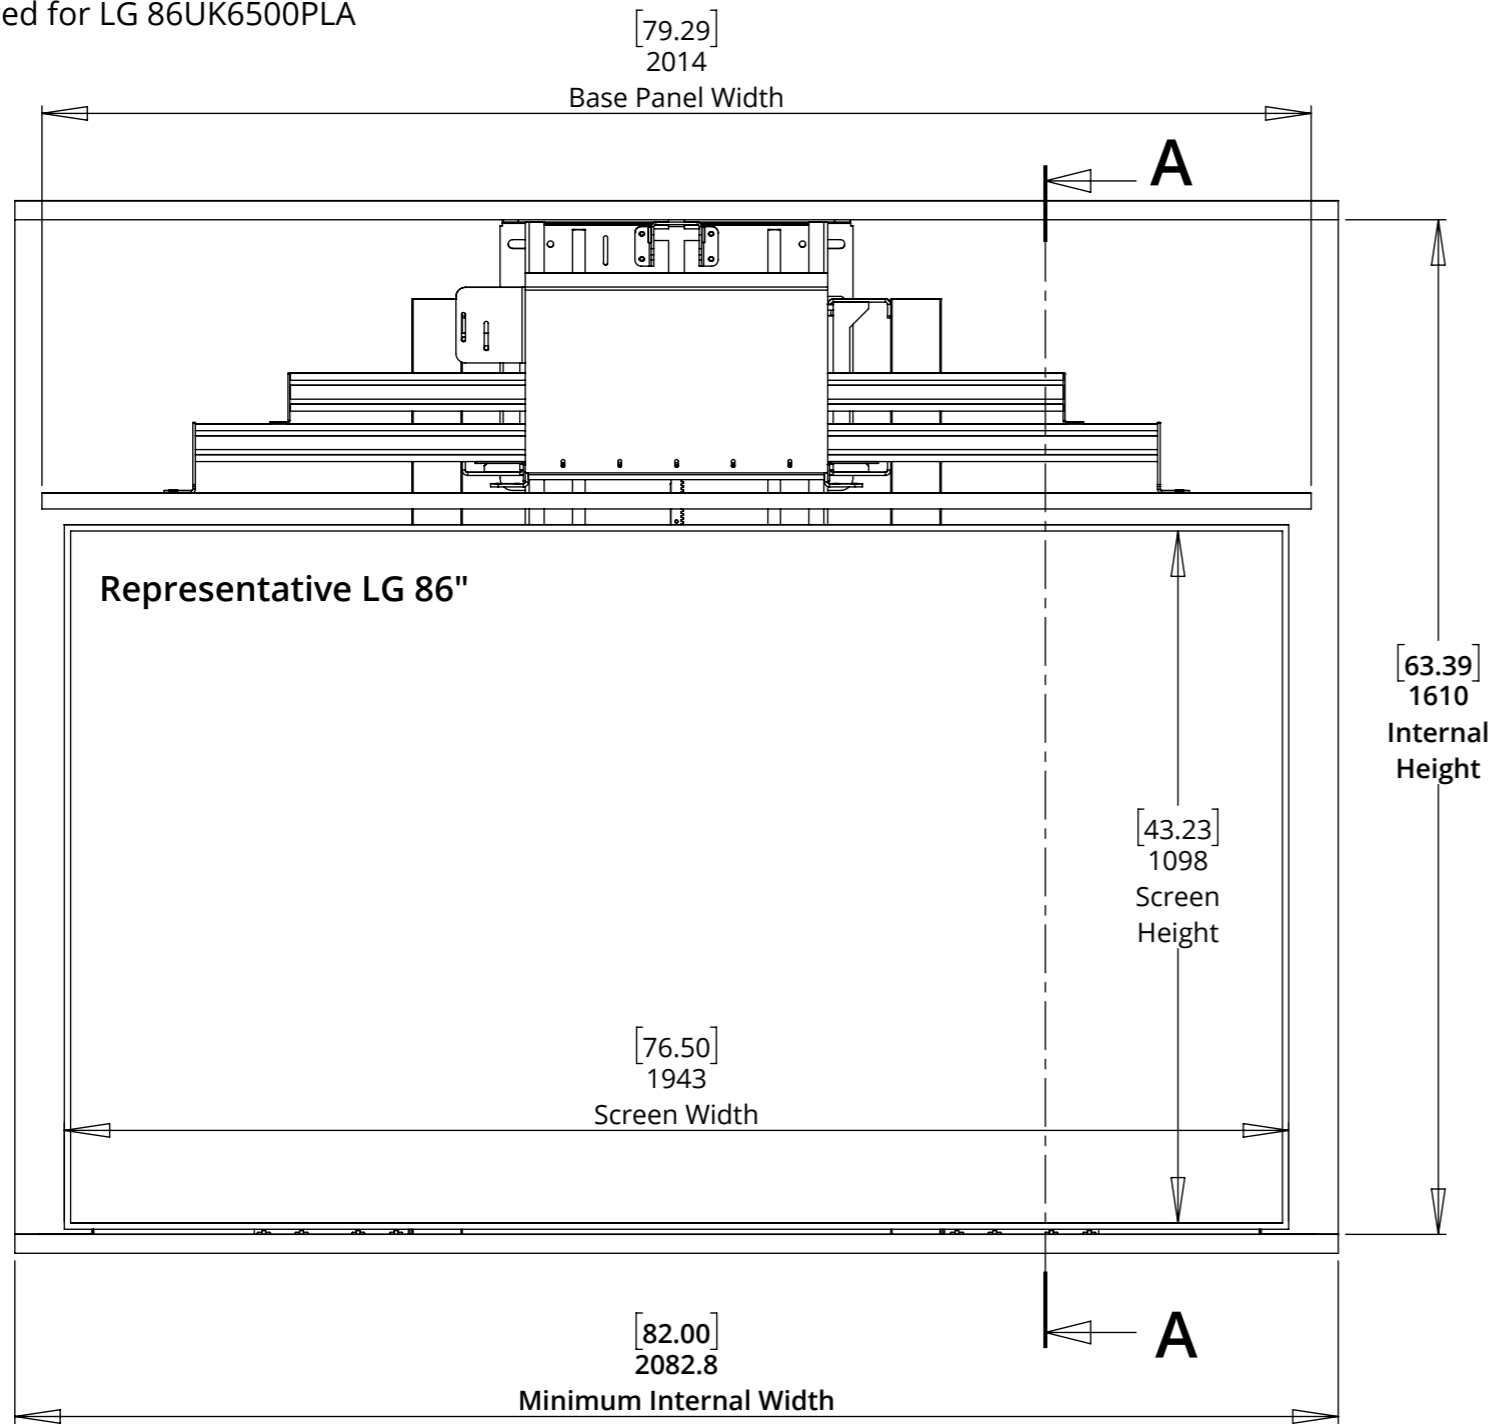 ed for LG 86UK6500PLA
[79.29]
2014
Base Panel Width
A
Representative LG 86"
[63.39]
1610
Internal
Height
[43.23]
1098
Screen
Height
[76.50]
1943
Screen Width
[82.00]
2082.8
Minimum Internal Width
A